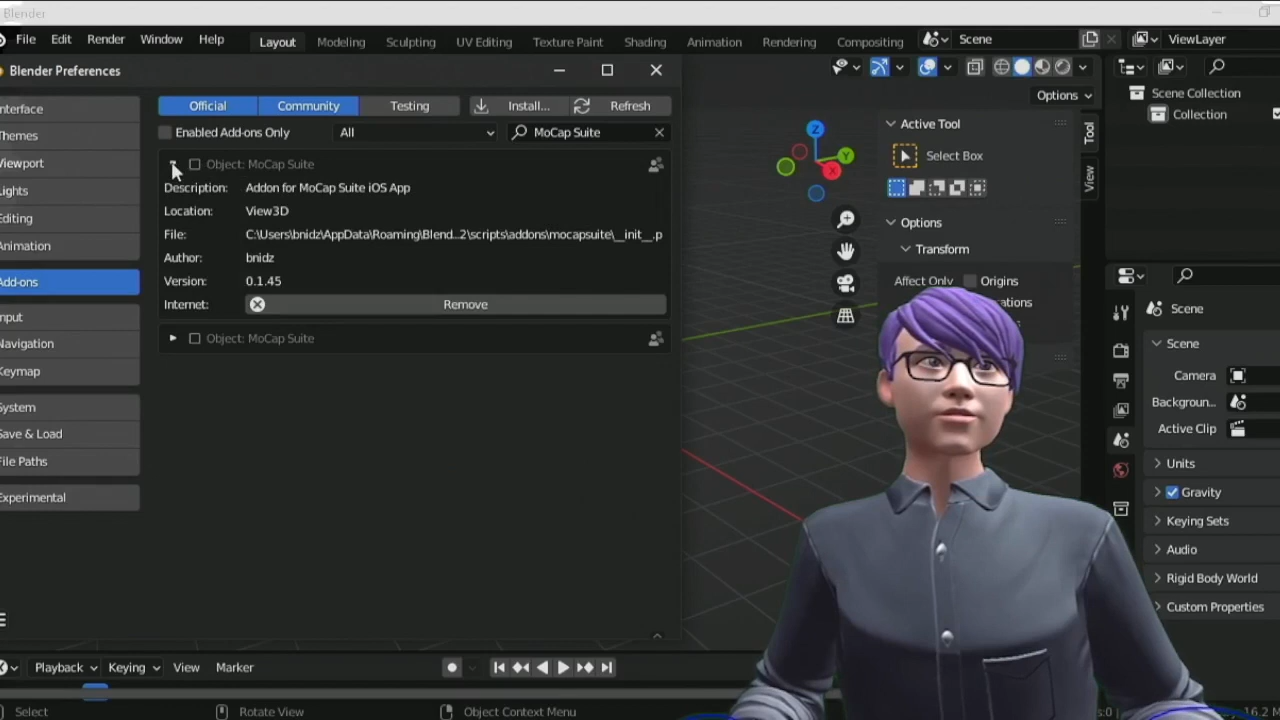 Blender
File Edit Render Window Help Layout Modeling Sculpting UV Editing Texture Paint Shading Animation Rendering Compositing Scene ViewLayer
Blender Preferences
Official Community Testing Install... Refresh
Enabled Add-ons Only All MoCap Suite
Object: MoCap Suite
Description: Addon for MoCap Suite iOS App
Location: View3D
File: C:\Users\bnidz\AppData\Roaming\Blend...2\scripts\addons\mocapsuite\__init__.p
Author: bnidz
Version: 0.1.45
Internet: Remove
Object: MoCap Suite
nterface
Themes
Viewport
Lights
Editing
Animation
Add-ons
nput
Navigation
Keymap
System
Save & Load
File Paths
Experimental
Options
Z
Y
X
Active Tool
Select Box
Options
Transform
Affect Only Origins
Tool
View
Scene Collection
Collection
Scene
Scene
Camera
Backgroun...
Active Clip
Units
Gravity
Keying Sets
Audio
Rigid Body World
Custom Properties
Playback Keying View Marker
Select Rotate View Object Context Menu
16.2 M